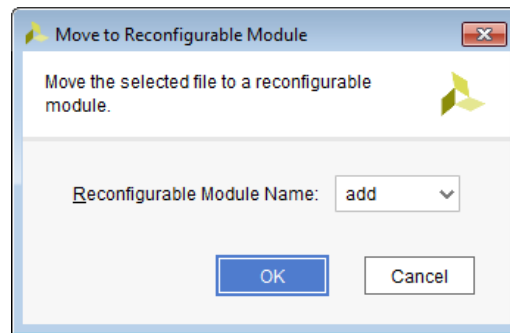 Move to Reconfigurable Module
Move the selected file to a reconfigurable
module.
Reconfigurable Module Name: add
OK Cancel